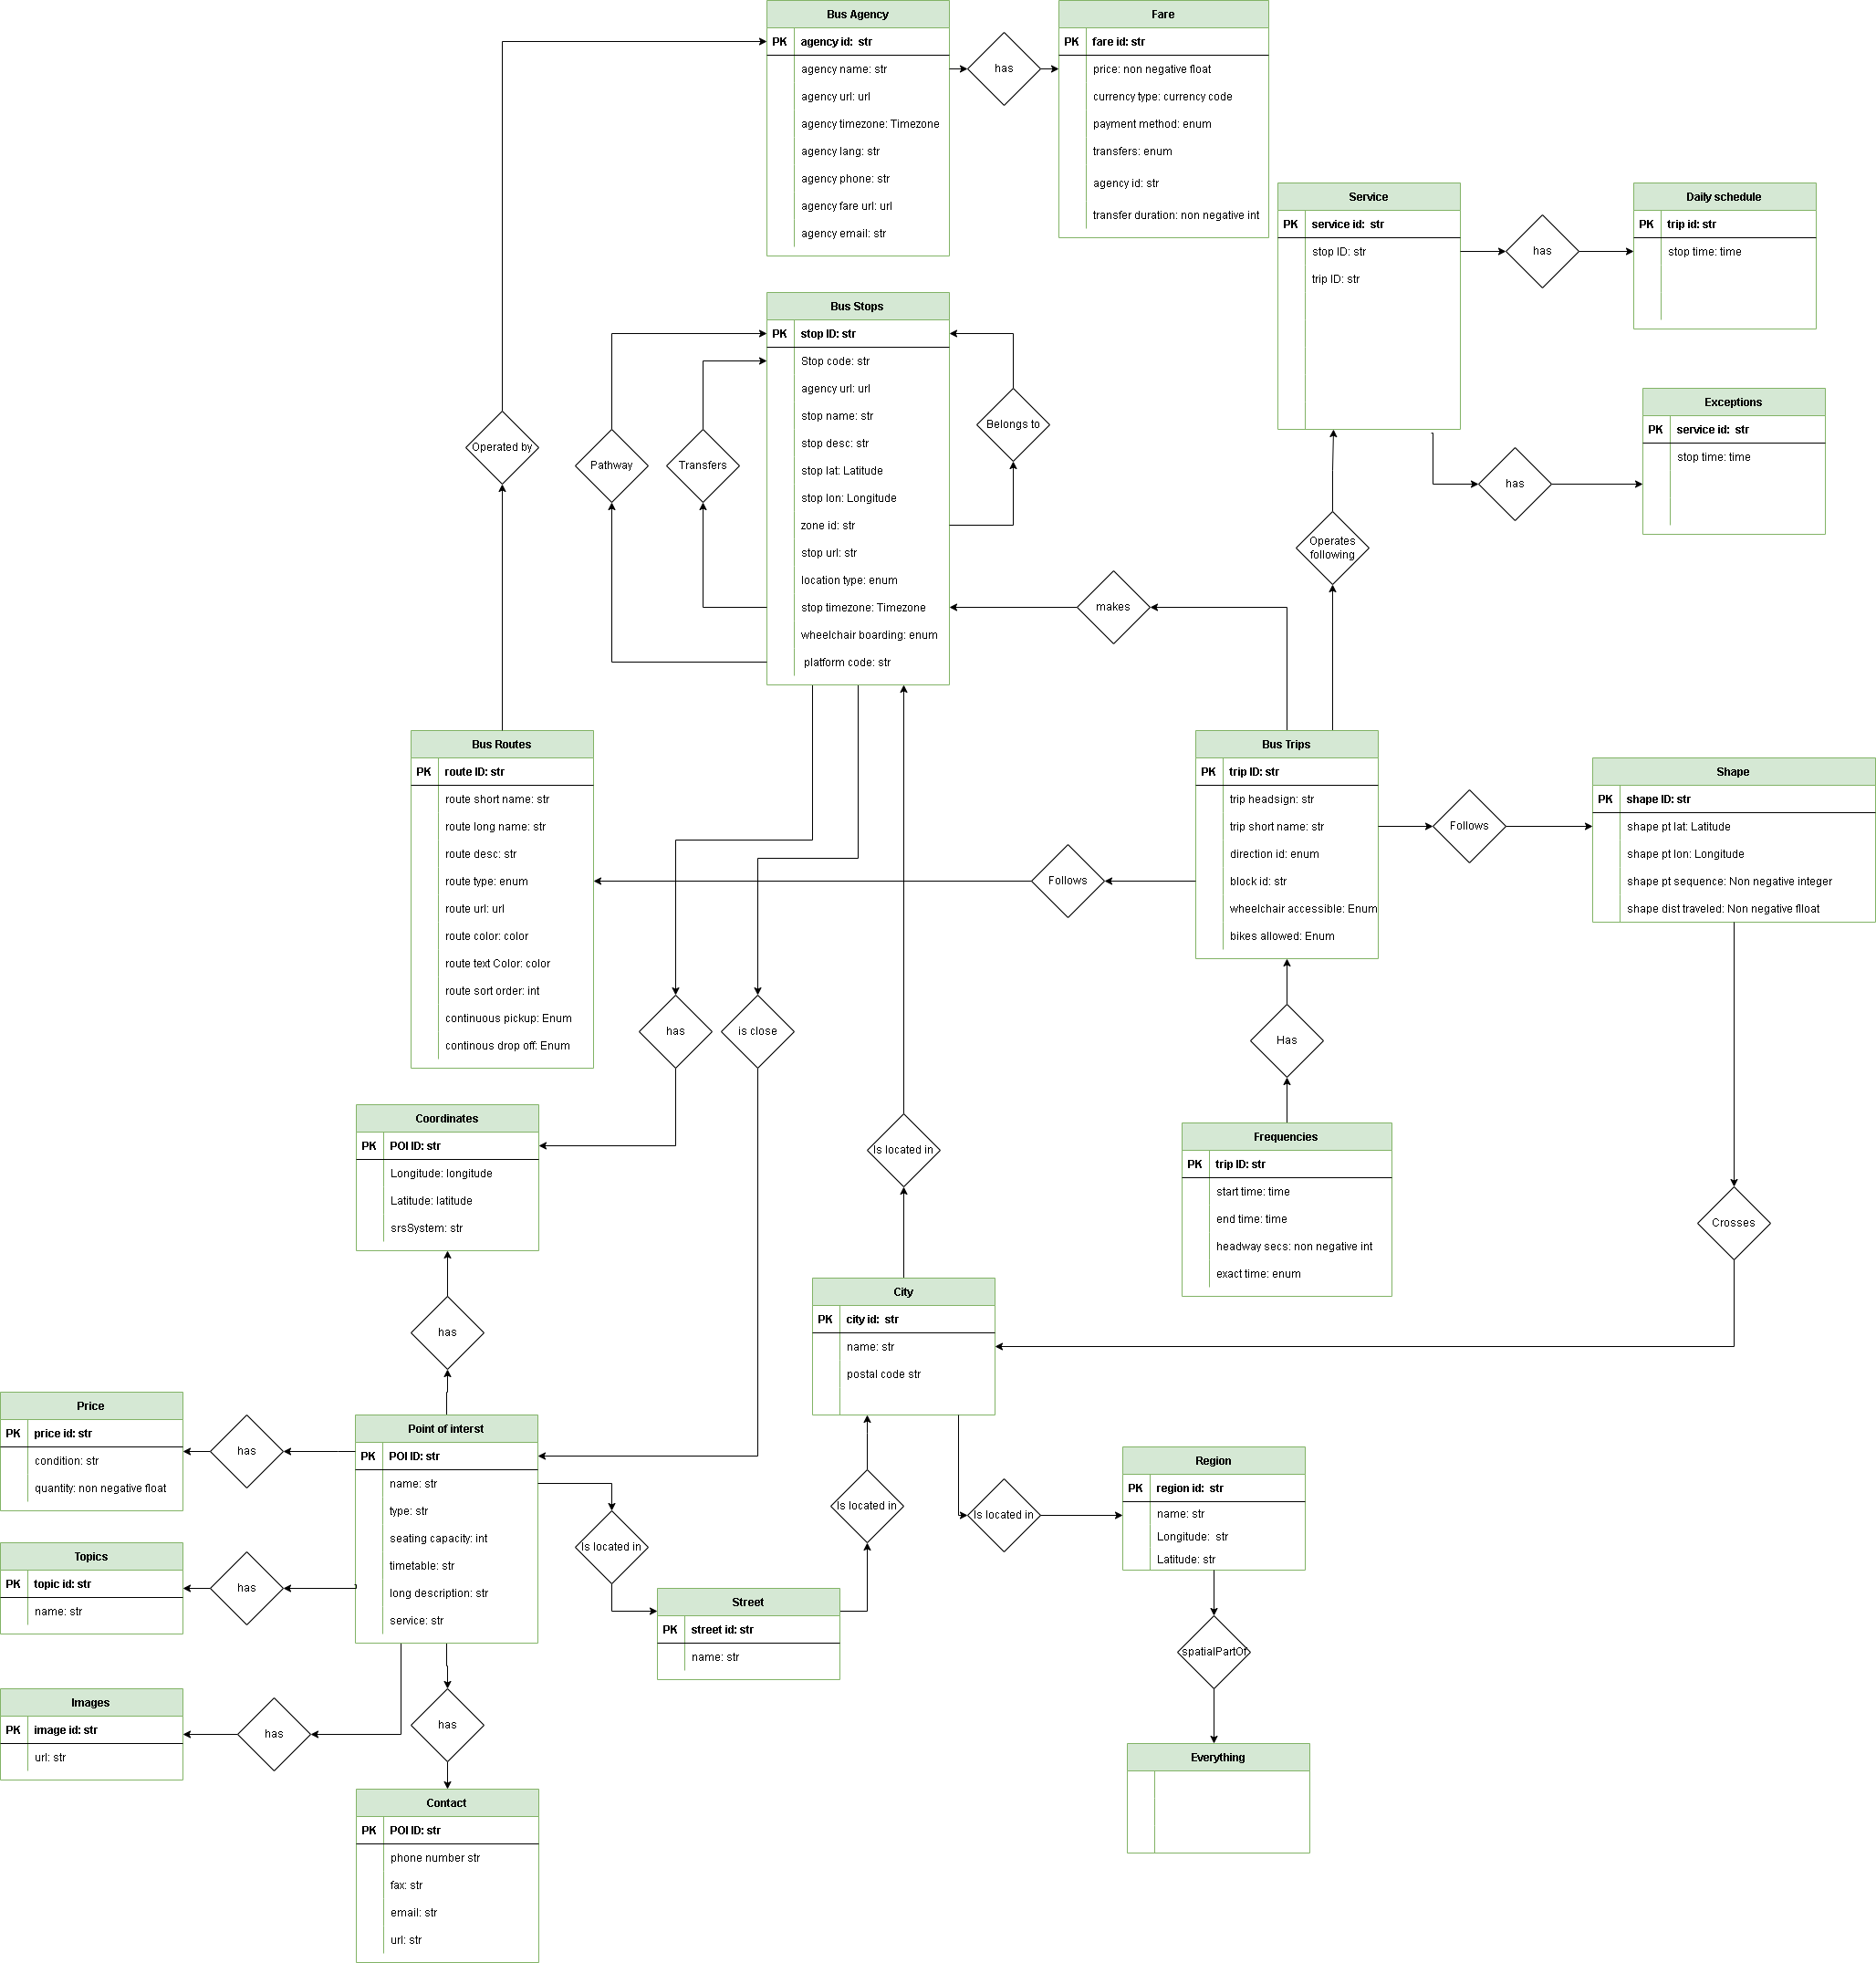 Bus Agency
PK agency id: str
agency name: str
agency url: url
agency timezone: Timezone
agency lang: str
agency phone: str
agency fare url: url
agency email: str
has
Fare
PK fare id: str
price: non negative float
currency type: currency code
payment method: enum
transfers: enum
agency id: str
transfer duration: non negative int
Service
PK service id: str
stop ID: str
trip ID: str
has
Daily schedule
PK trip id: str
stop time: time
has
Exceptions
PK service id: str
stop time: time
Operates
following
Bus Stops
PK stop ID: str
Stop code: str
agency url: url
stop name: str
stop desc: str
stop lat: Latitude
stop lon: Longitude
zone id: str
stop url: str
location type: enum
stop timezone: Timezone
wheelchair boarding: enum
platform code: str
Operated by
Pathway
Transfers
Belongs to
makes
Bus Routes
PK route ID: str
route short name: str
route long name: str
route desc: str
route type: enum
route url: url
route color: color
route text Color: color
route sort order: int
continuous pickup: Enum
continous drop off: Enum
Follows
Bus Trips
PK trip ID: str
trip headsign: str
trip short name: str
direction id: enum
block id: str
wheelchair accessible: Enum
bikes allowed: Enum
Follows
Shape
PK shape ID: str
shape pt lat: Latitude
shape pt lon: Longitude
shape pt sequence: Non negative integer
shape dist traveled: Non negative flloat
has
is close
Has
Is located in
Crosses
Coordinates
PK POI ID: str
Longitude: longitude
Latitude: latitude
srsSystem: str
Frequencies
PK trip ID: str
start time: time
end time: time
headway secs: non negative int
exact time: enum
has
City
PK city id: str
name: str
postal code str
Price
PK price id: str
condition: str
quantity: non negative float
has
Point of interst
PK POI ID: str
name: str
type: str
seating capacity: int
timetable: str
long description: str
service: str
Is located in
Is located in
Is located in
Region
PK region id: str
name: str
Longitude: str
Latitude: str
Topics
PK topic id: str
name: str
has
Street
PK street id: str
name: str
spatialPartOf
Images
PK image id: str
url: str
has
has
Everything
Contact
PK POI ID: str
phone number str
fax: str
email: str
url: str